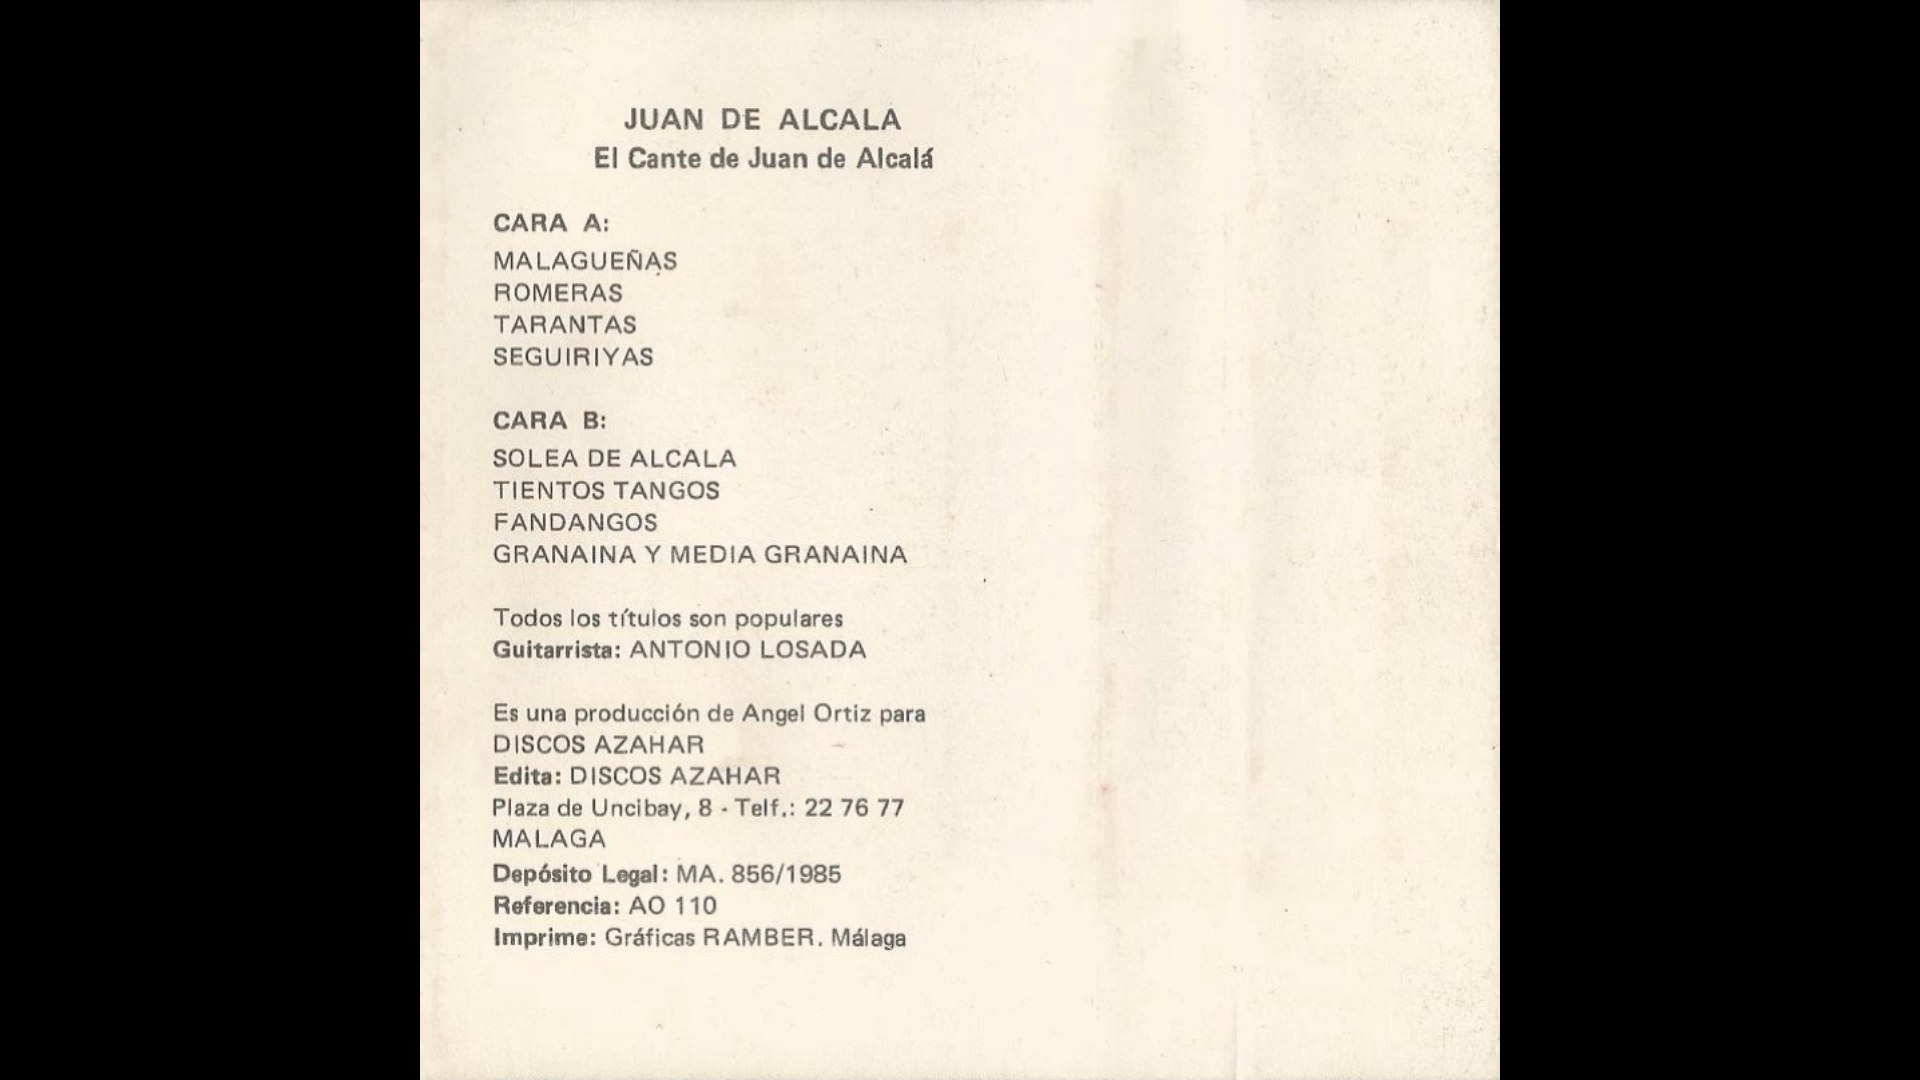 JUAN DE ALCALA
El Cante de Juan de Alcalá
CARA A:
MALAGUEÑAS
ROMERAS
TARANTAS
SEGUIRIYAS
CARA B:
SOLEA DE ALCALA
TIENTOS TANGOS
FANDANGOS
GRANAINA Y MEDIA GRANAINA
Todos los títulos son populares
Guitarrista: ANTONIO LOSADA
Es una producción de Angel Ortiz para
DISCOS AZAHAR
Edita: DISCOS AZAHAR
Plaza de Uncibay, 8 - Telf.: 22 76 77
MALAGA
Depósito Legal: MA. 856/1985
Referencia: AO 110
Imprime: Gráficas RAMBER. Málaga